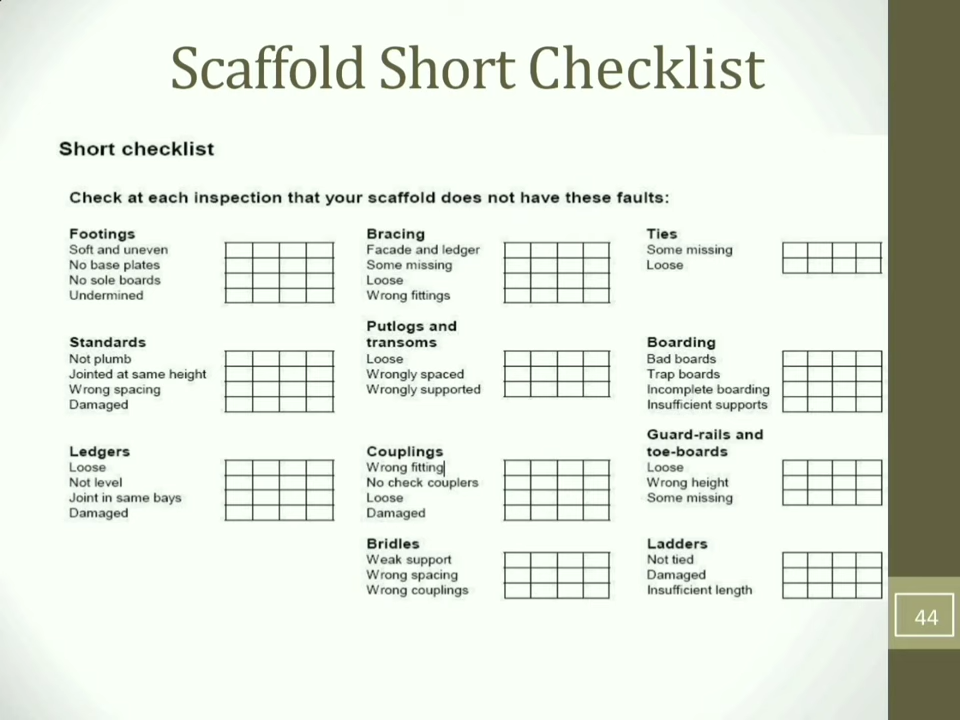 Scaffold Short Checklist
Short checklist
Check at each inspection that your scaffold does not have these faults:
Footings
Soft and uneven
No base plates
No sole boards
Undermined
Standards
Not plumb
Jointed at same height
Wrong spacing
Damaged
Ledgers
Loose
Not level
Joint in same bays
Damaged
Bracing
Facade and ledger
Some missing
Loose
Wrong fittings
Putlogs and
transoms
Loose
Wrongly spaced
Wrongly supported
Couplings
Wrong fitting
No check couplers
Loose
Damaged
Bridles
Weak support
Wrong spacing
Wrong couplings
Ties
Some missing
Loose
Boarding
Bad boards
Trap boards
Incomplete boarding
Insufficient supports
Guard-rails and
toe-boards
Loose
Wrong height
Some missing
Ladders
Not tied
Damaged
Insufficient length
44